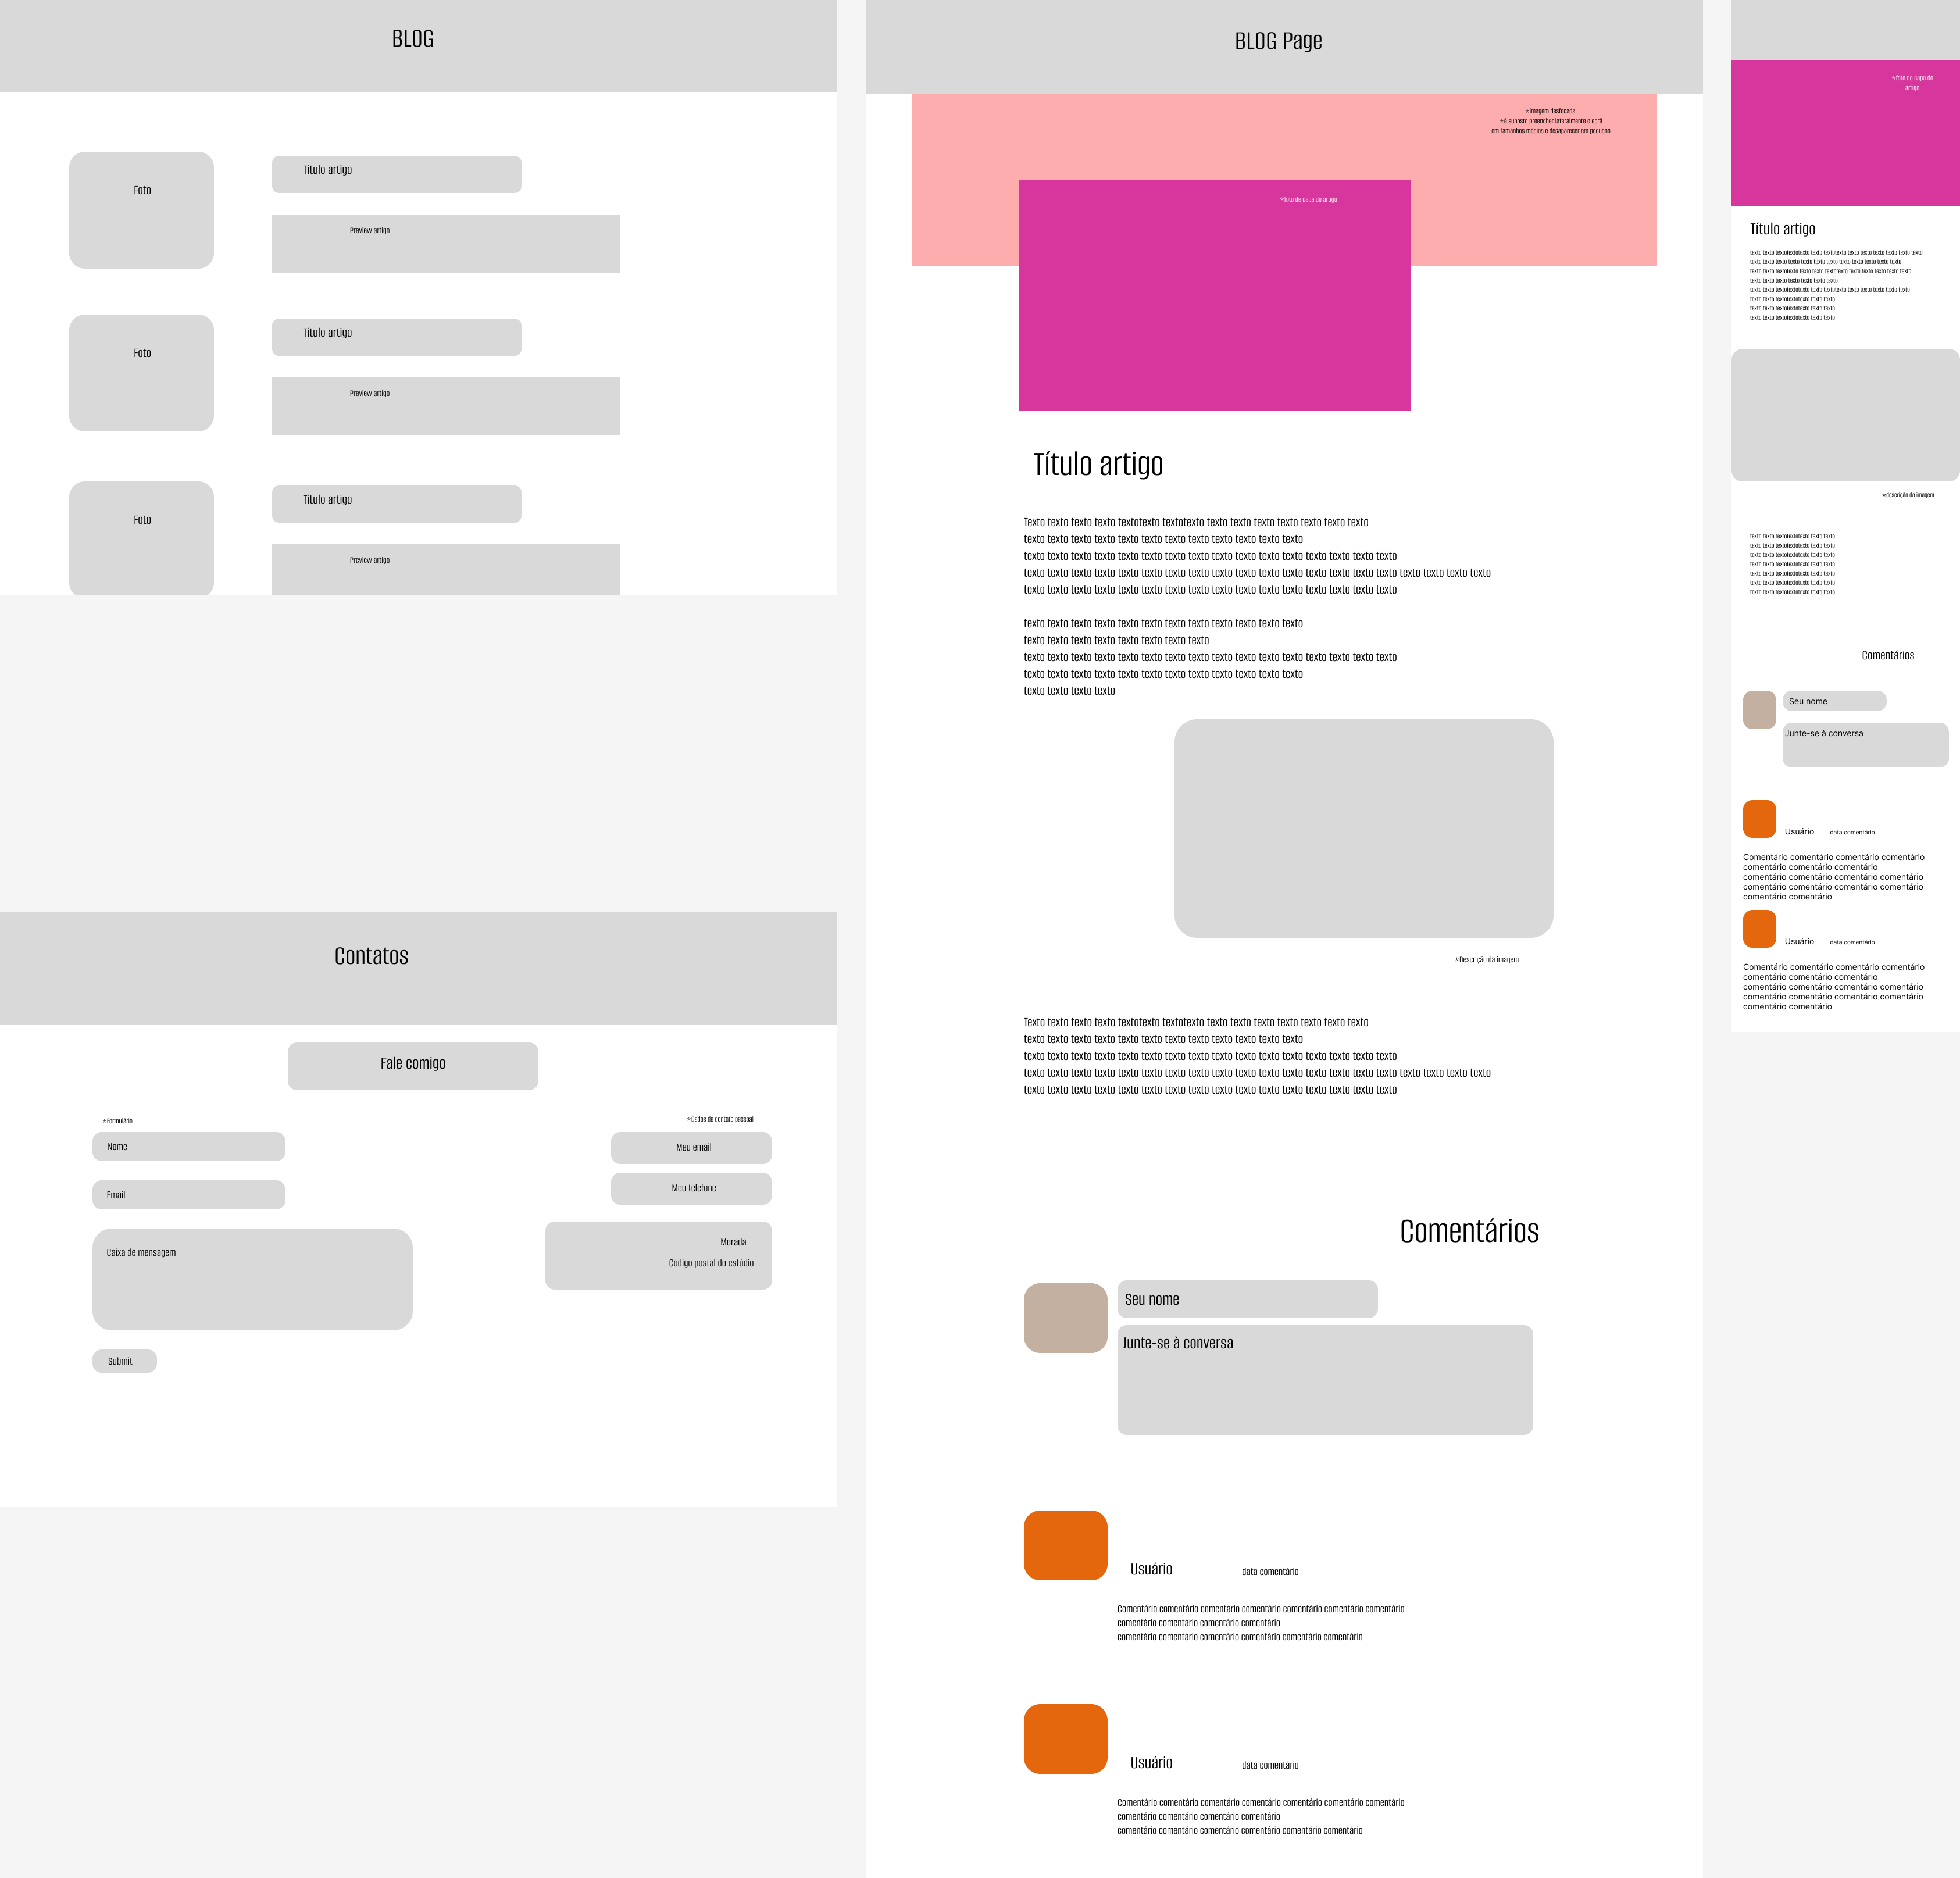 BLOG
Foto
Título artigo
Preview artigo
Foto
Título artigo
Preview artigo
Foto
Título artigo
Preview artigo
Contatos
Fale comigo
*Formulário
Nome
Email
Caixa de mensagem
Submit
*Dados de contato pessoal
Meu email
Meu telefone
Morada
Código postal do estúdio
BLOG Page
*imagem desfocada
*é suposto preencher lateralmente o ecrã
em tamanhos médios e desaparecer em pequeno
*foto de capa do artigo
Título artigo
Texto texto texto texto textotexto textotexto texto texto texto texto texto texto texto
texto texto texto texto texto texto texto texto texto texto texto texto
texto texto texto texto texto texto texto texto texto texto texto texto texto texto texto texto
texto texto texto texto texto texto texto texto texto texto texto texto texto texto texto texto texto texto texto texto
texto texto texto texto texto texto texto texto texto texto texto texto texto texto texto texto
texto texto texto texto texto texto texto texto texto texto texto texto
texto texto texto texto texto texto texto texto
texto texto texto texto texto texto texto texto texto texto texto texto texto texto texto texto
texto texto texto texto texto texto texto texto texto texto texto texto
texto texto texto texto
*Descrição da imagem
Texto texto texto texto textotexto textotexto texto texto texto texto texto texto texto
texto texto texto texto texto texto texto texto texto texto texto texto
texto texto texto texto texto texto texto texto texto texto texto texto texto texto texto texto
texto texto texto texto texto texto texto texto texto texto texto texto texto texto texto texto texto texto texto texto
texto texto texto texto texto texto texto texto texto texto texto texto texto texto texto texto
Comentários
Seu nome
Junte-se à conversa
Usuário
data comentário
Comentário comentário comentário comentário comentário comentário comentário
comentário comentário comentário comentário
comentário comentário comentário comentário comentário comentário
Usuário
data comentário
Comentário comentário comentário comentário comentário comentário comentário
comentário comentário comentário comentário
comentário comentário comentário comentário comentário comentário
*foto de capa do
artigo
Título artigo
texto texto textotextotexto texto textotexto texto texto texto texto texto texto
texto texto texto texto texto texto texto texto texto texto texto texto
texto texto textotexto texto texto texto textotexto texto texto texto texto texto
texto texto texto texto texto texto texto
texto texto textotextotexto texto textotexto texto texto texto texto texto
texto texto textotextotexto texto texto
texto texto textotextotexto texto texto
texto texto textotextotexto texto texto
*descrição da imagem
texto texto textotextotexto texto texto
texto texto textotextotexto texto texto
texto texto textotextotexto texto texto
texto texto textotextotexto texto texto
texto texto textotextotexto texto texto
texto texto textotextotexto texto texto
texto texto textotextotexto texto texto
Comentários
Seu nome
Junte-se à conversa
Usuário
data comentário
Comentário comentário comentário comentário
comentário comentário comentário
comentário comentário comentário comentário
comentário comentário comentário comentário
comentário comentário
Usuário
data comentário
Comentário comentário comentário comentário
comentário comentário comentário
comentário comentário comentário comentário
comentário comentário comentário comentário
comentário comentário